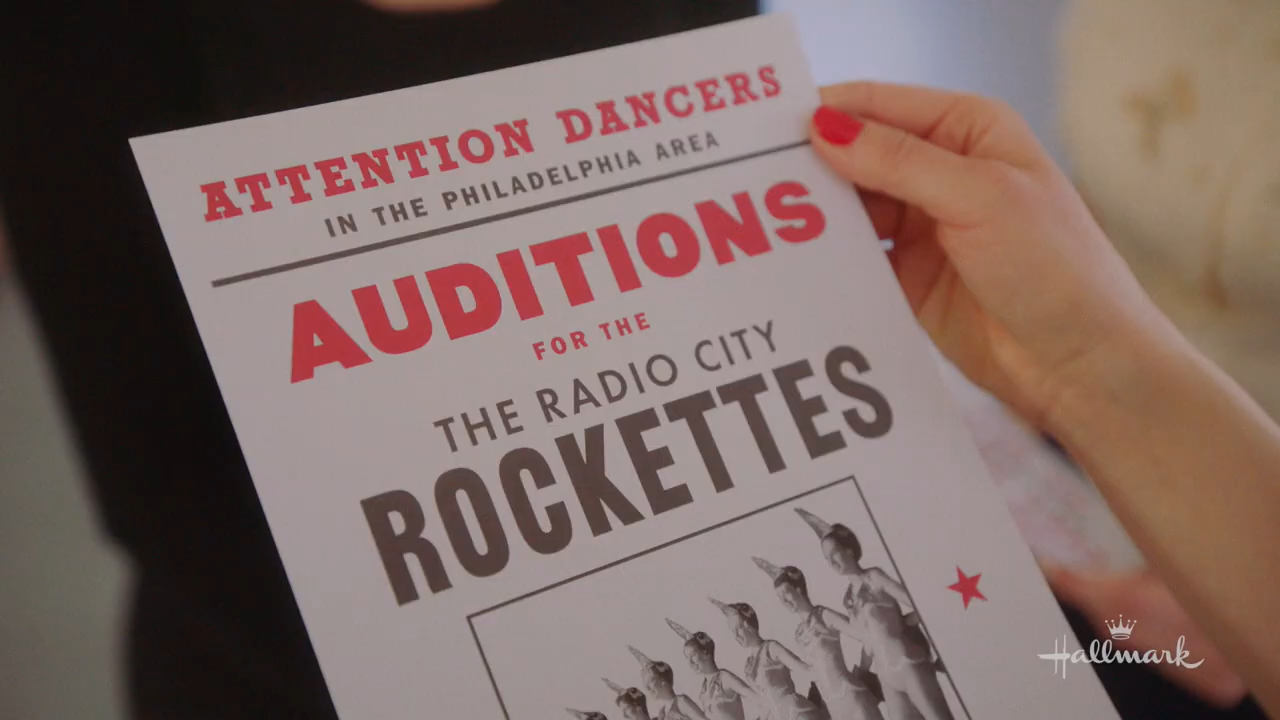 ATTENTION DANCERS
IN THE PHILADELPHIA AREA
AUDITIONS
FOR THE
THE RADIO CITY
ROCKETTES
Hallmark